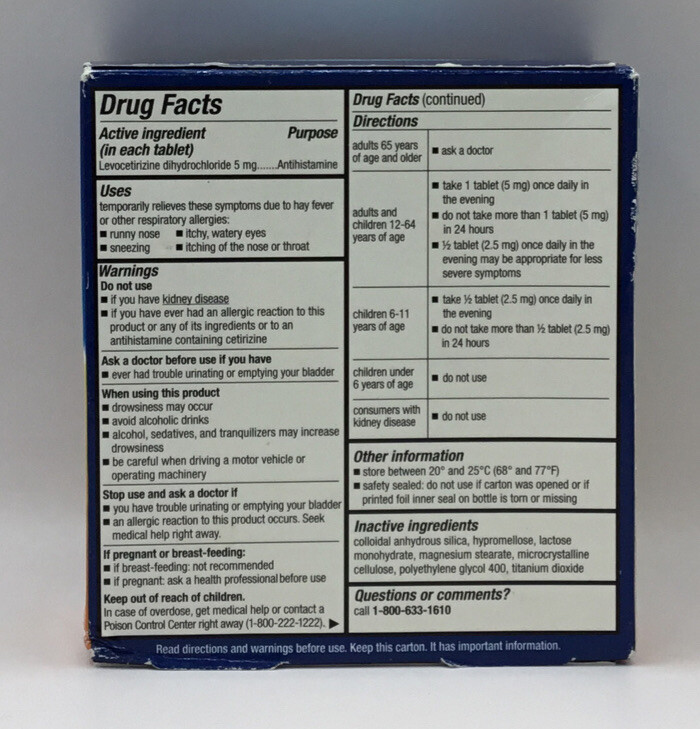 Drug Facts
Active ingredient Purpose
(in each tablet)
Levocetirizine dihydrochloride 5 mg.......Antihistamine
Uses
temporarily relieves these symptoms due to hay fever
or other respiratory allergies:
■ runny nose ■ itchy, watery eyes
■ sneezing ■ itching of the nose or throat
Warnings
Do not use
■ if you have kidney disease
■ if you have ever had an allergic reaction to this
product or any of its ingredients or to an
antihistamine containing cetirizine
Ask a doctor before use if you have
■ ever had trouble urinating or emptying your bladder
When using this product
■ drowsiness may occur
■ avoid alcoholic drinks
■ alcohol, sedatives, and tranquilizers may increase
drowsiness
■ be careful when driving a motor vehicle or
operating machinery
Stop use and ask a doctor if
■ you have trouble urinating or emptying your bladder
■ an allergic reaction to this product occurs. Seek
medical help right away.
If pregnant or breast-feeding:
■ if breast-feeding: not recommended
■ if pregnant: ask a health professional before use
Keep out of reach of children.
In case of overdose, get medical help or contact a
Poison Control Center right away (1-800-222-1222). ▶
Drug Facts (continued)
Directions
adults 65 years
of age and older
■ ask a doctor
adults and
children 12-64
years of age
■ take 1 tablet (5 mg) once daily in
the evening
■ do not take more than 1 tablet (5 mg)
in 24 hours
■ ½ tablet (2.5 mg) once daily in the
evening may be appropriate for less
severe symptoms
children 6-11
years of age
■ take ½ tablet (2.5 mg) once daily in
the evening
■ do not take more than ½ tablet (2.5 mg)
in 24 hours
children under
6 years of age
■ do not use
consumers with
kidney disease
■ do not use
Other information
■ store between 20° and 25°C (68° and 77°F)
■ safety sealed: do not use if carton was opened or if
printed foil inner seal on bottle is torn or missing
Inactive ingredients
colloidal anhydrous silica, hypromellose, lactose
monohydrate, magnesium stearate, microcrystalline
cellulose, polyethylene glycol 400, titanium dioxide
Questions or comments?
call 1-800-633-1610
Read directions and warnings before use. Keep this carton. It has important information.